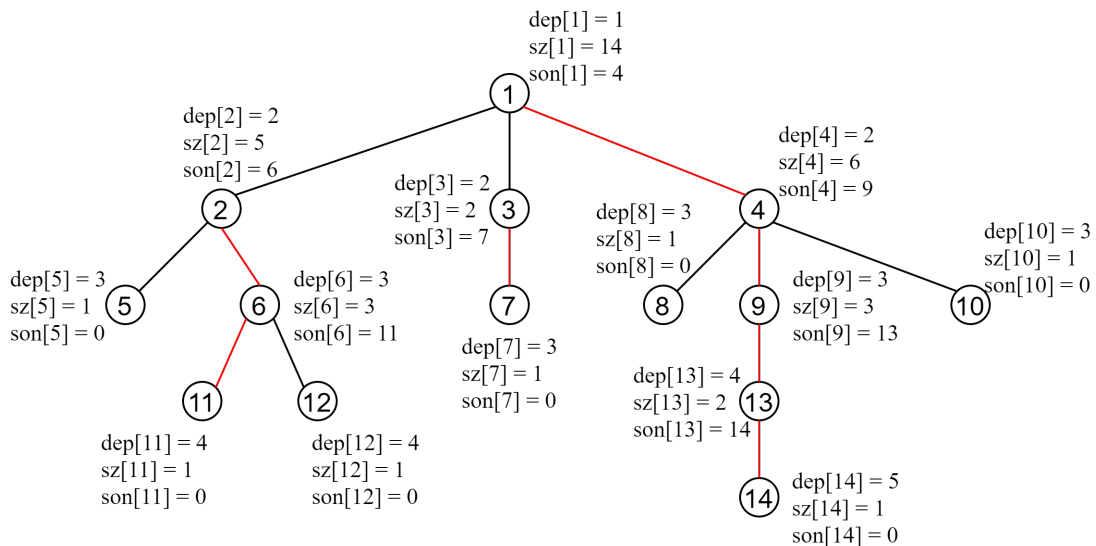 dep[1] = 1
sz[1] = 14
son[1] = 4
1
dep[2] = 2
sz[2] = 5
son[2] = 6
2
dep[3] = 2
sz[3] = 2
son[3] = 7
3
dep[4] = 2
sz[4] = 6
son[4] = 9
4
dep[5] = 3
sz[5] = 1
son[5] = 0
5
dep[6] = 3
sz[6] = 3
son[6] = 11
6
dep[7] = 3
sz[7] = 1
son[7] = 0
7
dep[8] = 3
sz[8] = 1
son[8] = 0
8
dep[9] = 3
sz[9] = 3
son[9] = 13
9
dep[10] = 3
sz[10] = 1
son[10] = 0
10
11
dep[11] = 4
sz[11] = 1
son[11] = 0
12
dep[12] = 4
sz[12] = 1
son[12] = 0
dep[13] = 4
sz[13] = 2
son[13] = 14
13
14
dep[14] = 5
sz[14] = 1
son[14] = 0